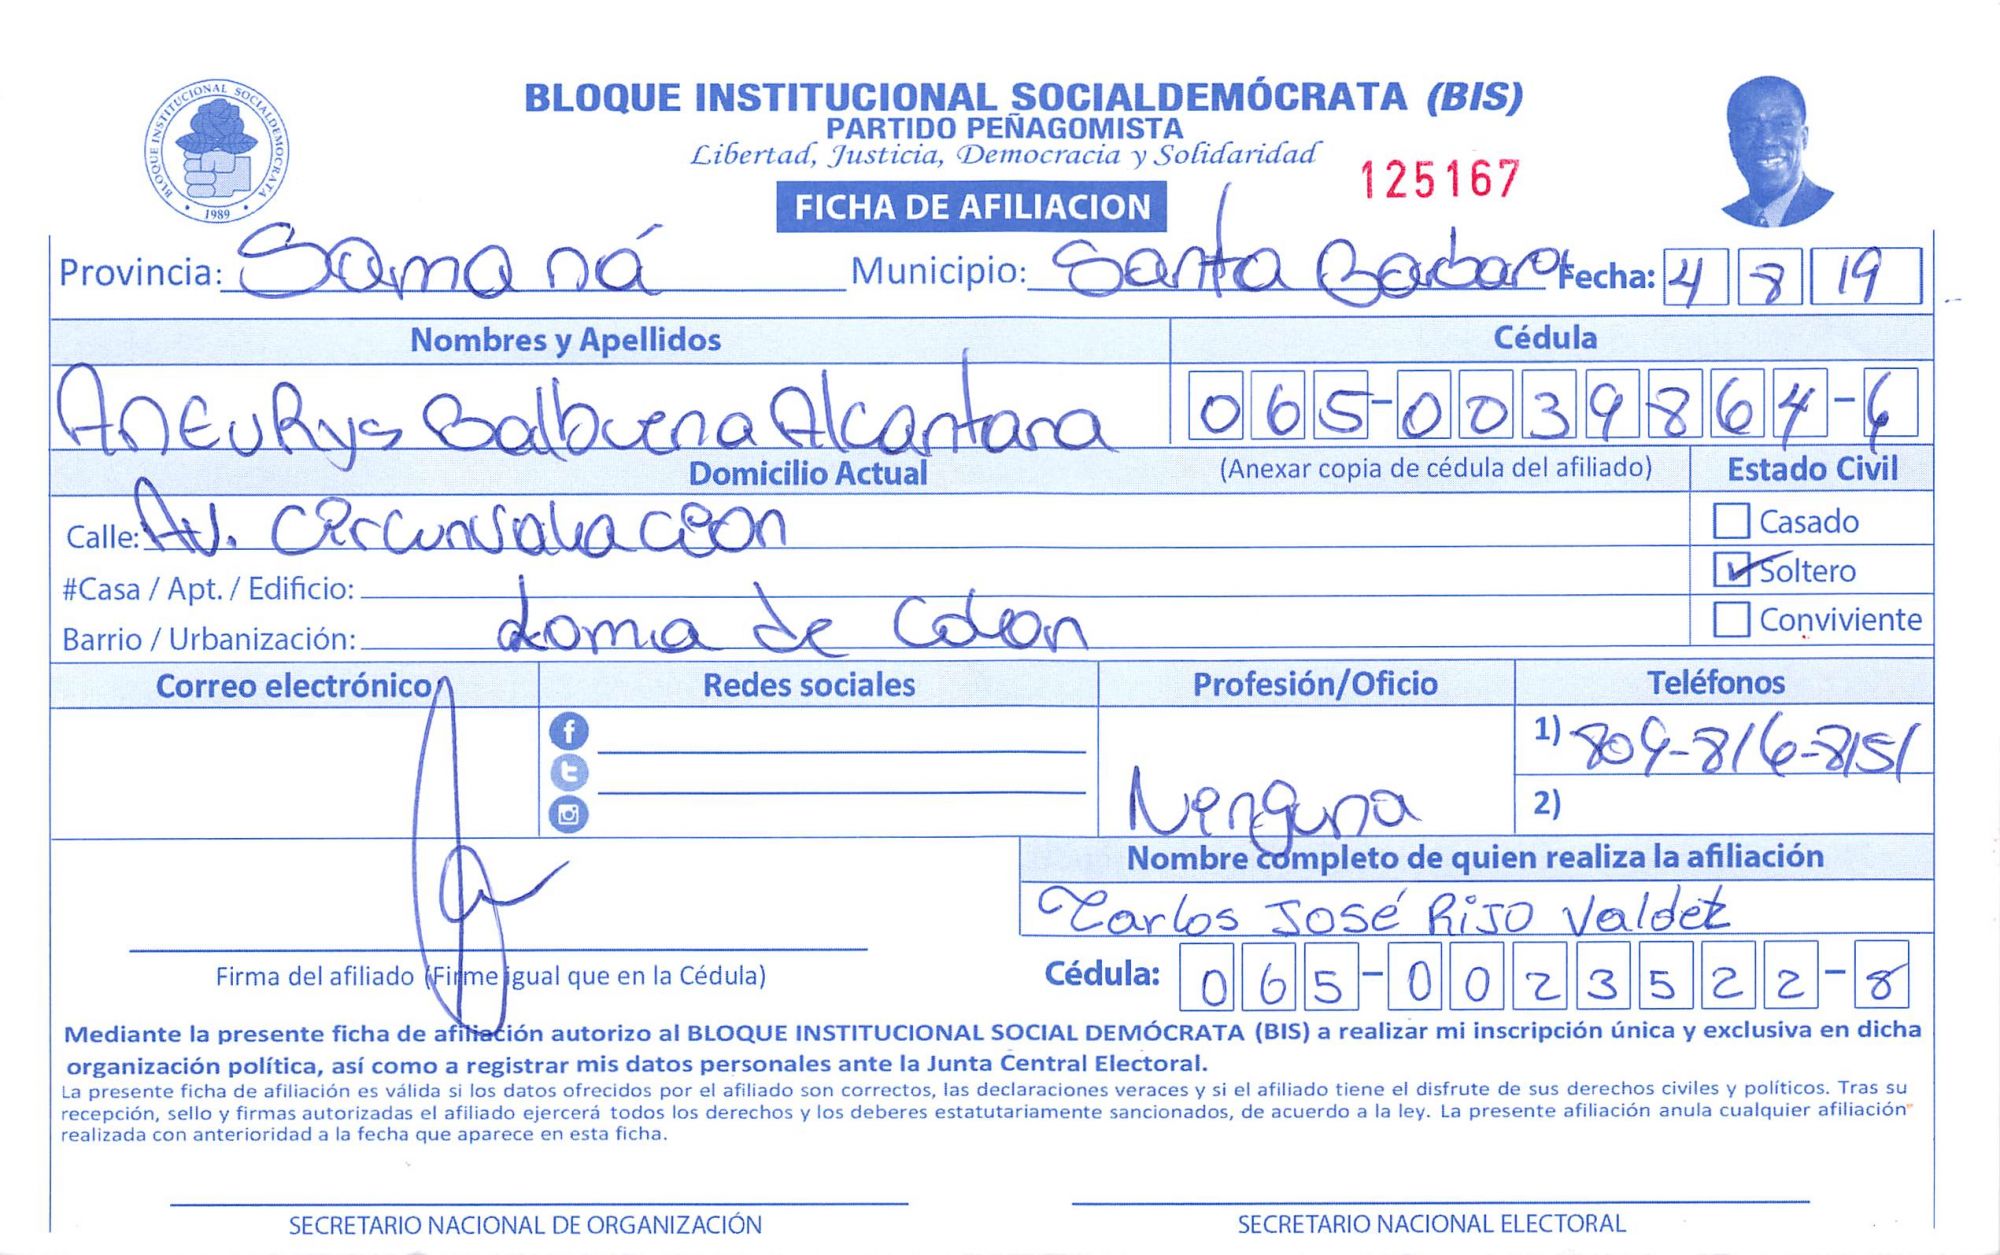 BLOQUE INSTITUCIONAL SOCIALDEMÓCRATA (BIS)
PARTIDO PEÑAGOMISTA
Libertad, Justicia, Democracia y Solidaridad
125167
BLOQUE INSTITUCIONAL SOCIALDEMOCRATA
1989
FICHA DE AFILIACION
Provincia: Samaná Municipio: Santa Barbara Fecha: 4 8 19
Nombres y Apellidos Cédula
ANEURys Balbuena Alcantara 065-0039864-6
Domicilio Actual (Anexar copia de cédula del afiliado) Estado Civil
Calle: AV. Circunvalacion Casado
#Casa / Apt. / Edificio: Soltero
Barrio / Urbanización: Loma de Colon Conviviente
Correo electrónico Redes sociales Profesión/Oficio Teléfonos
1) 809-816-8151
Ninguna 2)
Nombre completo de quien realiza la afiliación
Carlos José Rijo Valdez
Firma del afiliado (Firme igual que en la Cédula) Cédula: 065-0023522-8
Mediante la presente ficha de afiliación autorizo al BLOQUE INSTITUCIONAL SOCIAL DEMÓCRATA (BIS) a realizar mi inscripción única y exclusiva en dicha
organización política, así como a registrar mis datos personales ante la Junta Central Electoral.
La presente ficha de afiliación es válida si los datos ofrecidos por el afiliado son correctos, las declaraciones veraces y si el afiliado tiene el disfrute de sus derechos civiles y políticos. Tras su
recepción, sello y firmas autorizadas el afiliado ejercerá todos los derechos y los deberes estatutariamente sancionados, de acuerdo a la ley. La presente afiliación anula cualquier afiliación
realizada con anterioridad a la fecha que aparece en esta ficha.
SECRETARIO NACIONAL DE ORGANIZACIÓN SECRETARIO NACIONAL ELECTORAL